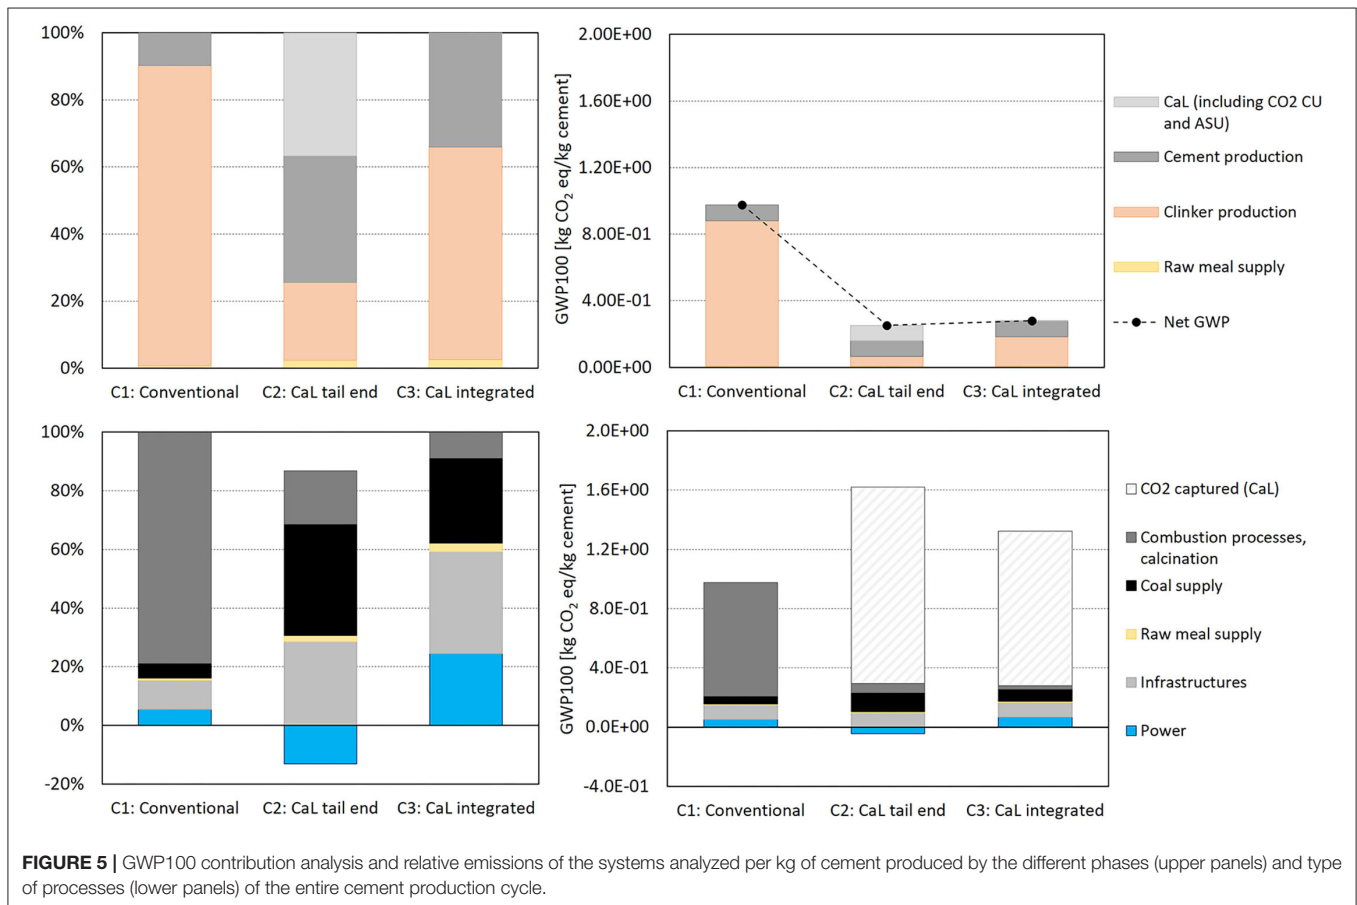 100%
80%
60%
40%
20%
0%
C1: Conventional
C2: CaL tail end
C3: CaL integrated
GWP100 [kg CO2 eq/kg cement]
2.00E+00
1.60E+00
1.20E+00
8.00E-01
4.00E-01
0.00E+00
C1: Conventional
C2: CaL tail end
C3: CaL integrated
CaL (including CO2 CU
and ASU)
Cement production
Clinker production
Raw meal supply
Net GWP
100%
80%
60%
40%
20%
0%
-20%
C1: Conventional
C2: CaL tail end
C3: CaL integrated
GWP100 [kg CO2 eq/kg cement]
2.0E+00
1.6E+00
1.2E+00
8.0E-01
4.0E-01
0.0E+00
-4.0E-01
C1: Conventional
C2: CaL tail end
C3: CaL integrated
CO2 captured (CaL)
Combustion processes,
calcination
Coal supply
Raw meal supply
Infrastructures
Power
FIGURE 5 | GWP100 contribution analysis and relative emissions of the systems analyzed per kg of cement produced by the different phases (upper panels) and type
of processes (lower panels) of the entire cement production cycle.